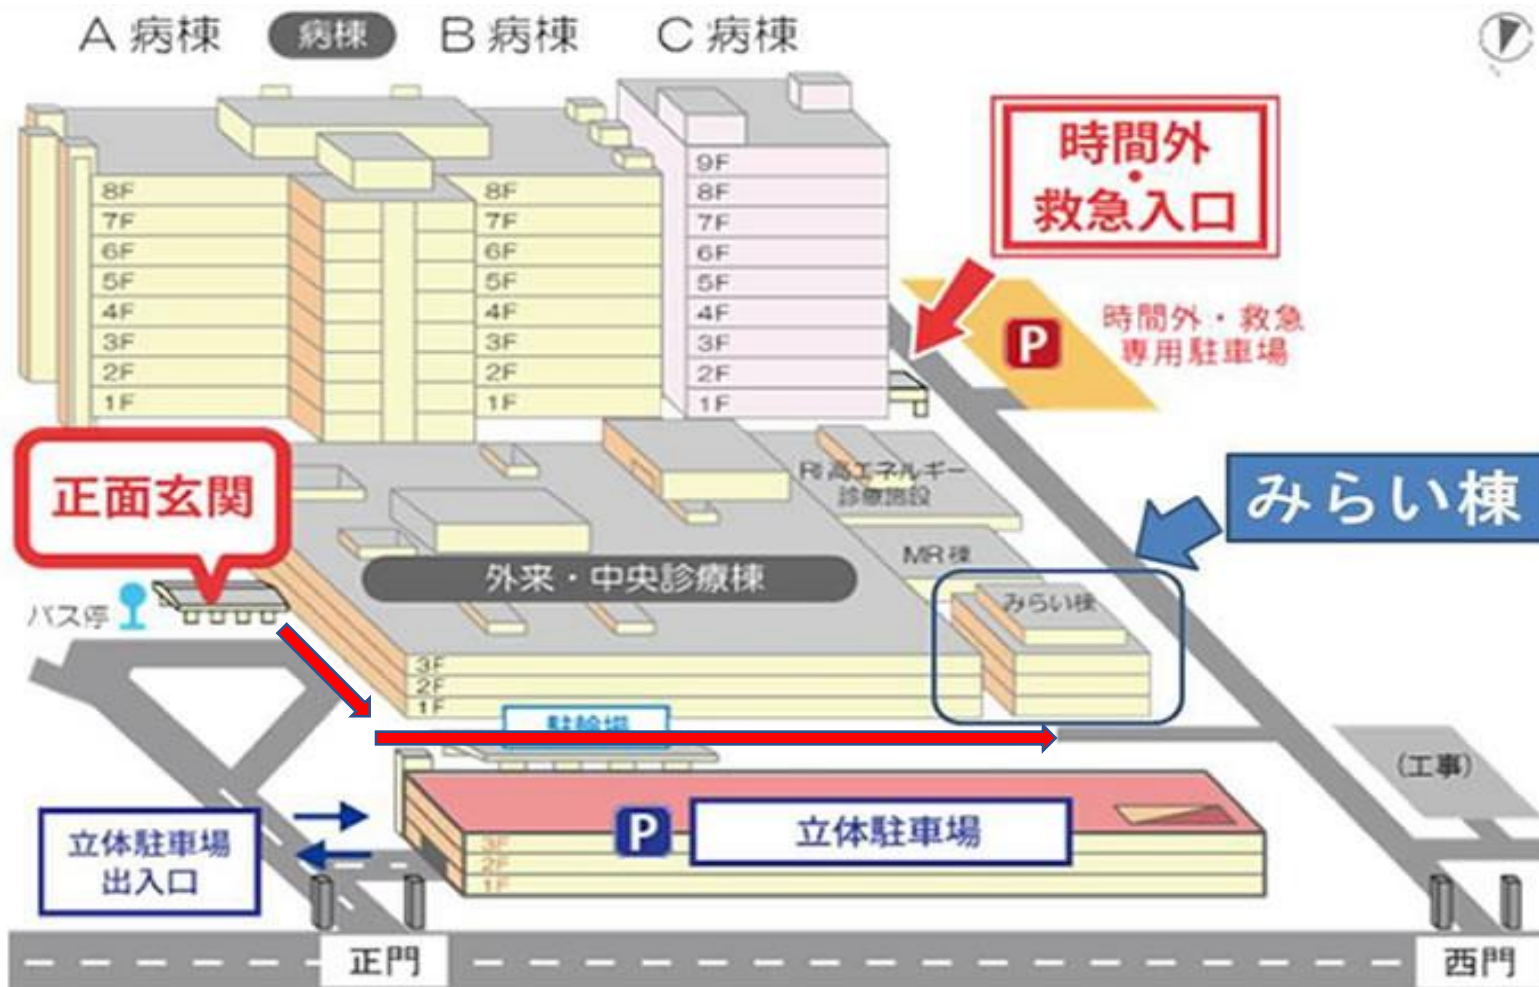 A 病棟
病棟
B 病棟
C 病棟
時間外
・
救急入口
8F
7F
6F
5F
4F
3F
2F
1F
8F
7F
6F
5F
4F
3F
2F
1F
9F
8F
7F
6F
5F
4F
3F
2F
1F
P
時間外・救急
専用駐車場
正面玄関
RI高エネルギー
診療施設
みらい棟
MR棟
外来・中央診療棟
みらい棟
バス停
3F
2F
1F
駐輪場
(工事)
立体駐車場
出入口
P
立体駐車場
3F
2F
1F
正門
西門